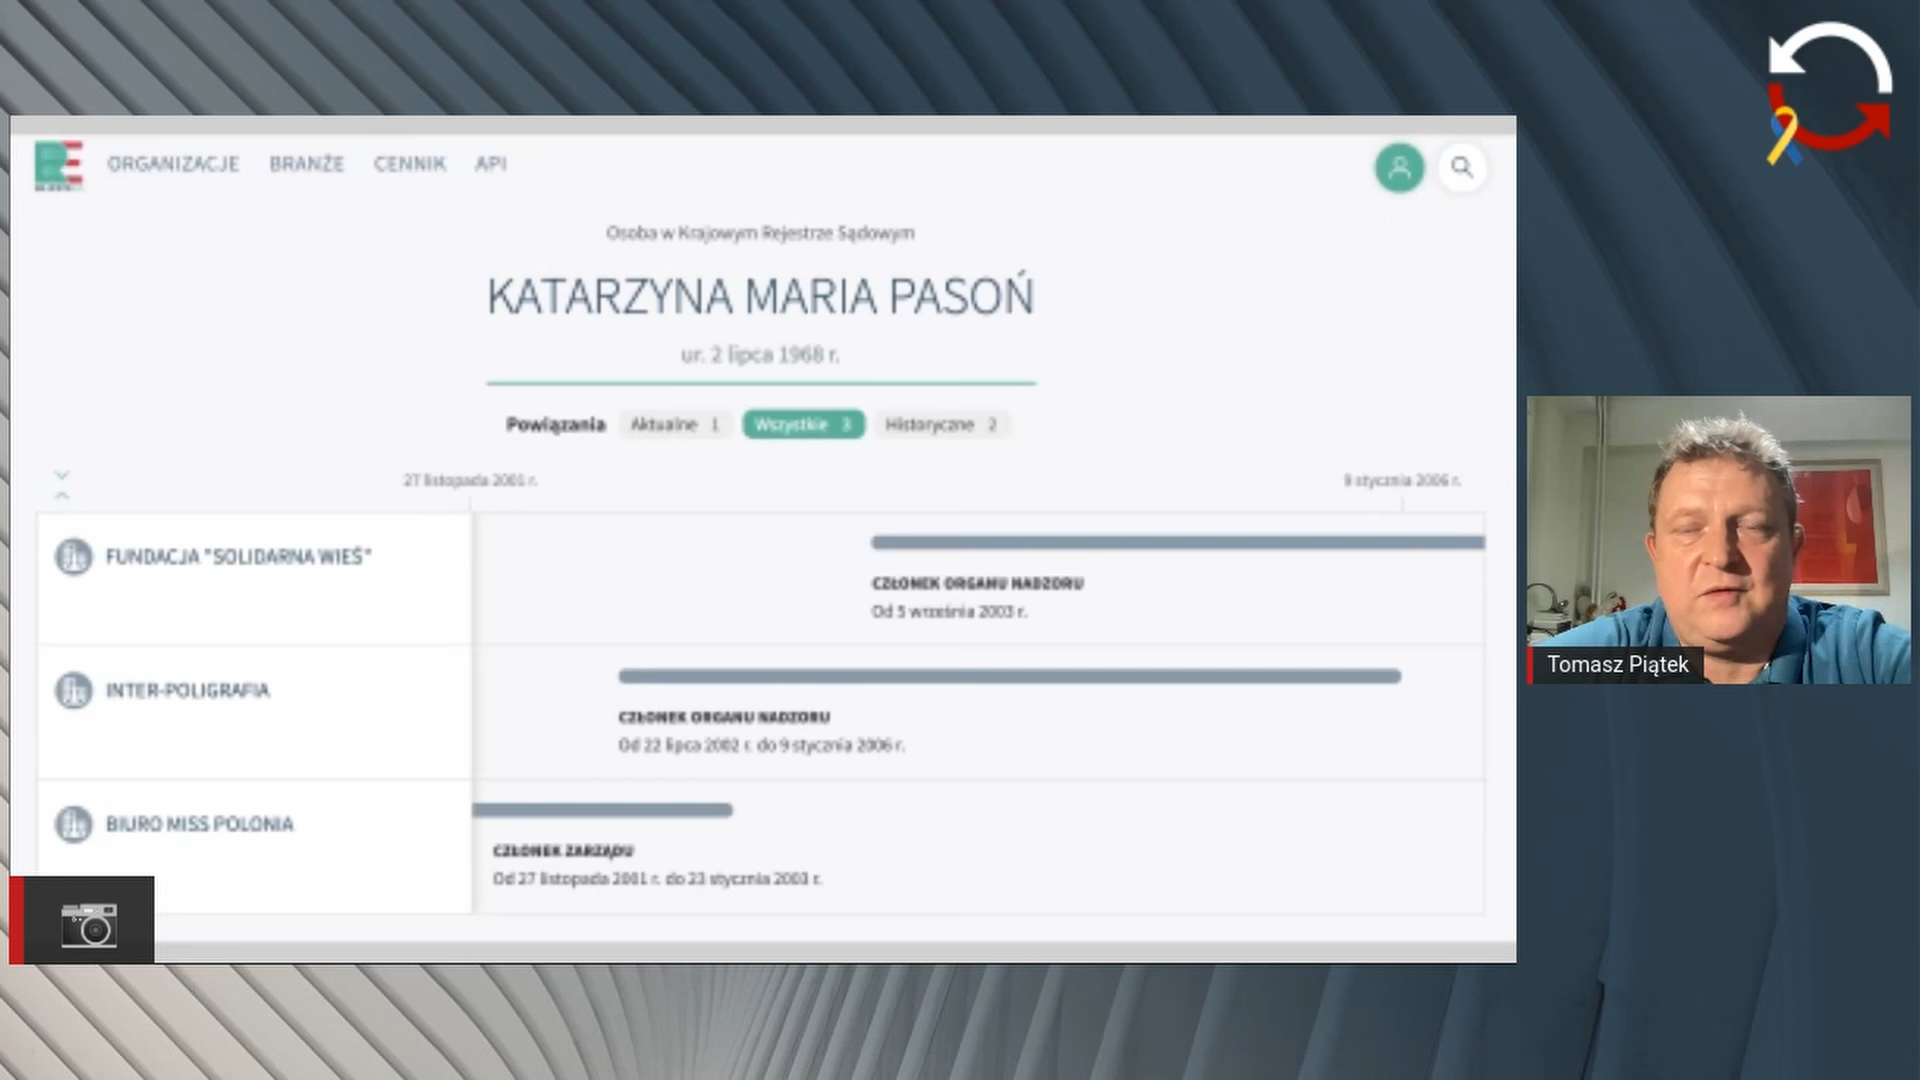 ORGANIZACJE BRANŻE CENNIK API
Osoba w Krajowym Rejestrze Sądowym
KATARZYNA MARIA PASOŃ
ur. 2 lipca 1968 r.
Powiązania Aktualne 1 Wszystkie 3 Historyczne 2
27 listopada 2001 r. 9 stycznia 2006 r.
FUNDACJA "SOLIDARNA WIEŚ"
CZŁONEK ORGANU NADZORU
Od 5 września 2003 r.
INTER-POLIGRAFIA
CZŁONEK ORGANU NADZORU
Od 22 lipca 2002 r. do 9 stycznia 2006 r.
BIURO MISS POLONIA
CZŁONEK ZARZĄDU
Od 27 listopada 2001 r. do 23 stycznia 2003 r.
Tomasz Piątek